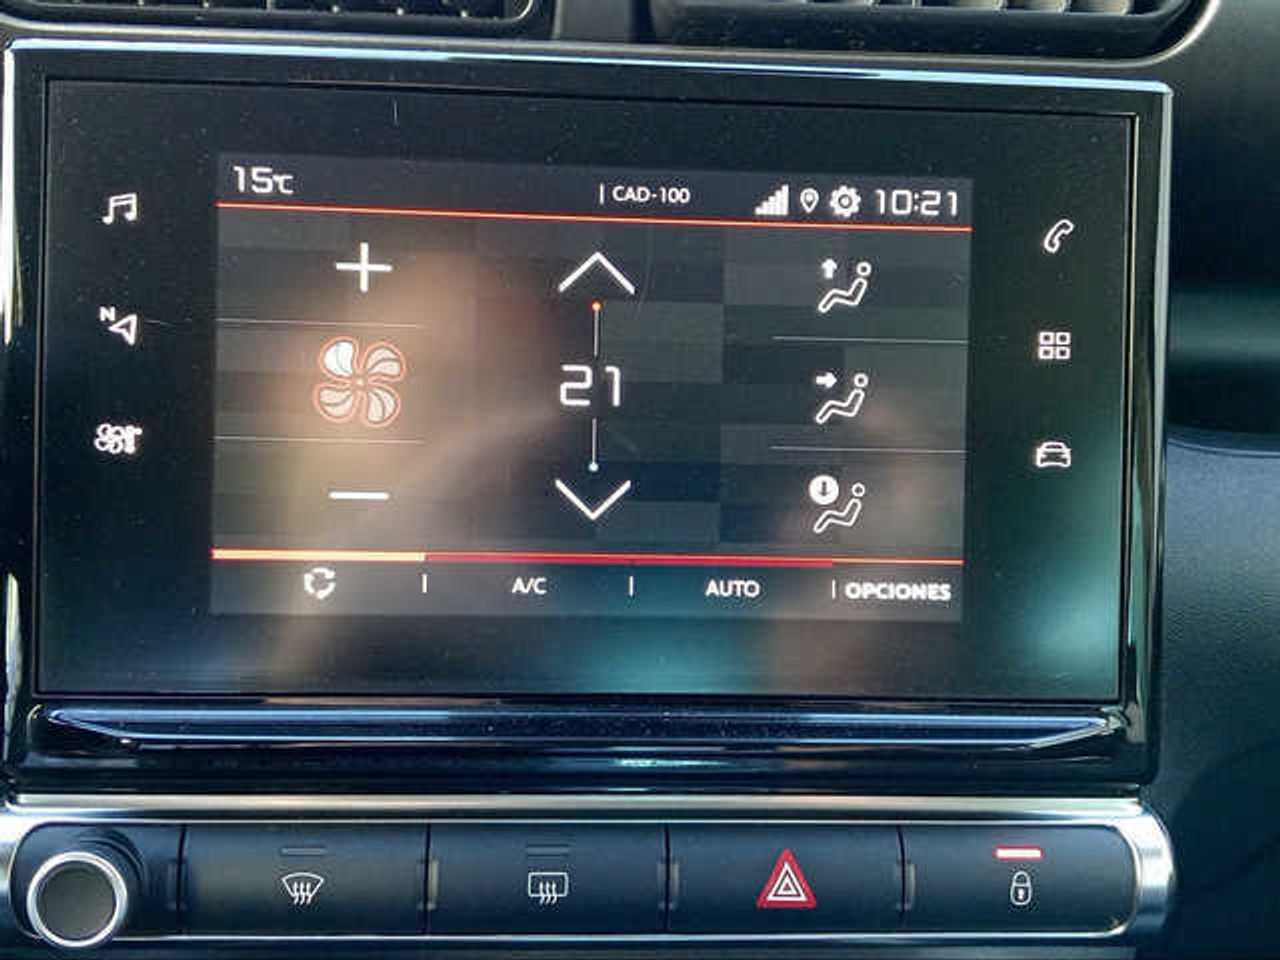 15°C | CAD-100 10:21
N
21
A/C | AUTO | OPCIONES